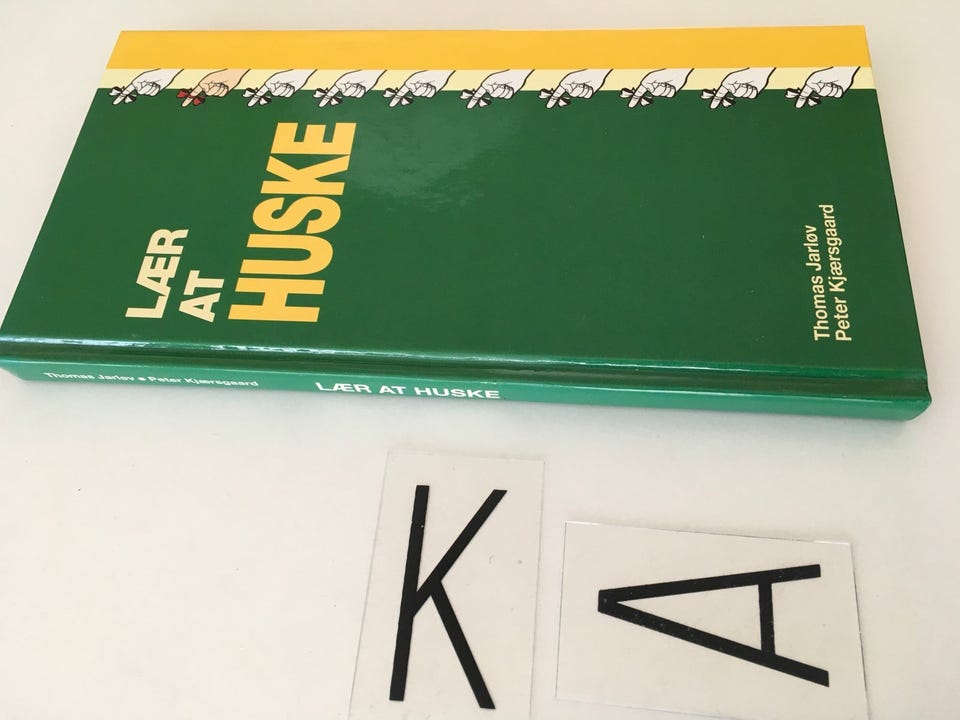 LÆR
AT
HUSKE
Thomas Jarløv
Peter Kjærsgaard
Thomas Jarløv • Peter Kjærsgaard LÆR AT HUSKE
K
A